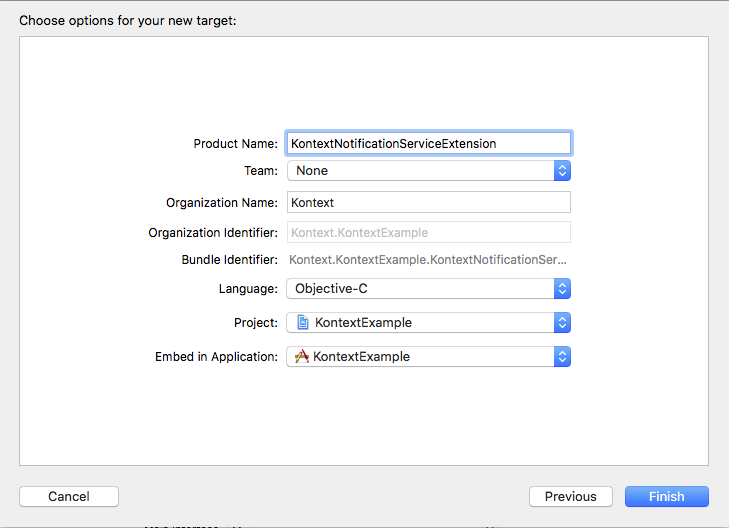 Choose options for your new target:
Product Name: KontextNotificationServiceExtension
Team: None
Organization Name: Kontext
Organization Identifier: Kontext.KontextExample
Bundle Identifier: Kontext.KontextExample.KontextNotificationSer...
Language: Objective-C
Project: KontextExample
Embed in Application: KontextExample
Cancel Previous Finish